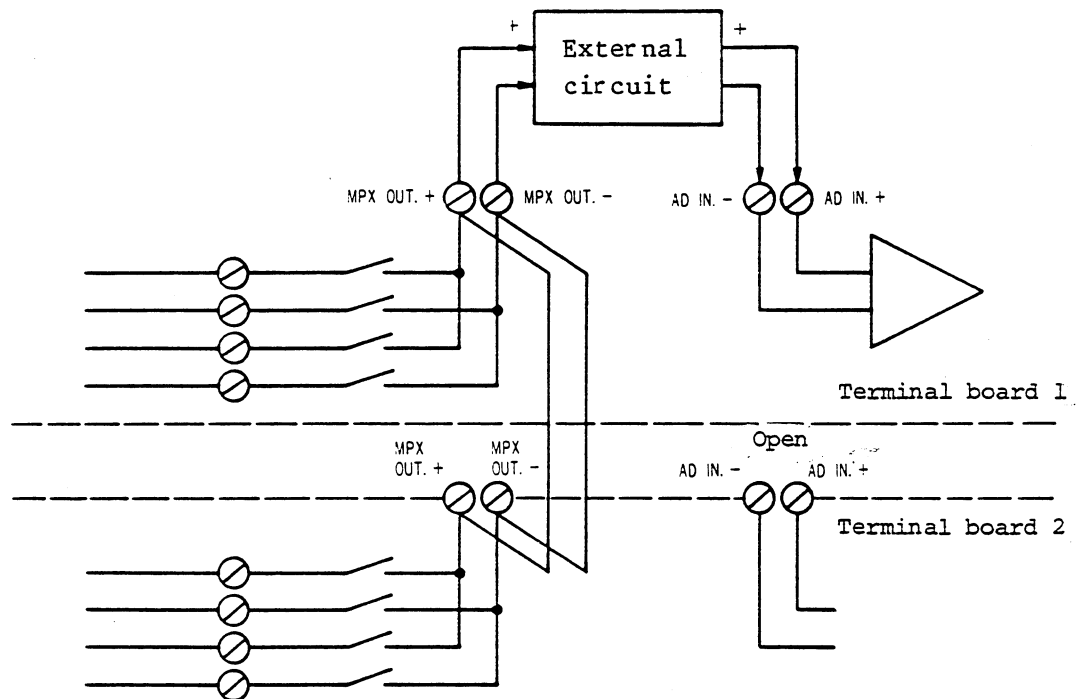 +
+
External
circuit
MPX OUT. +
MPX OUT. -
AD IN. -
AD IN. +
Terminal board 1
Open
MPX
OUT. +
MPX
OUT. -
AD IN. -
AD IN. +
Terminal board 2